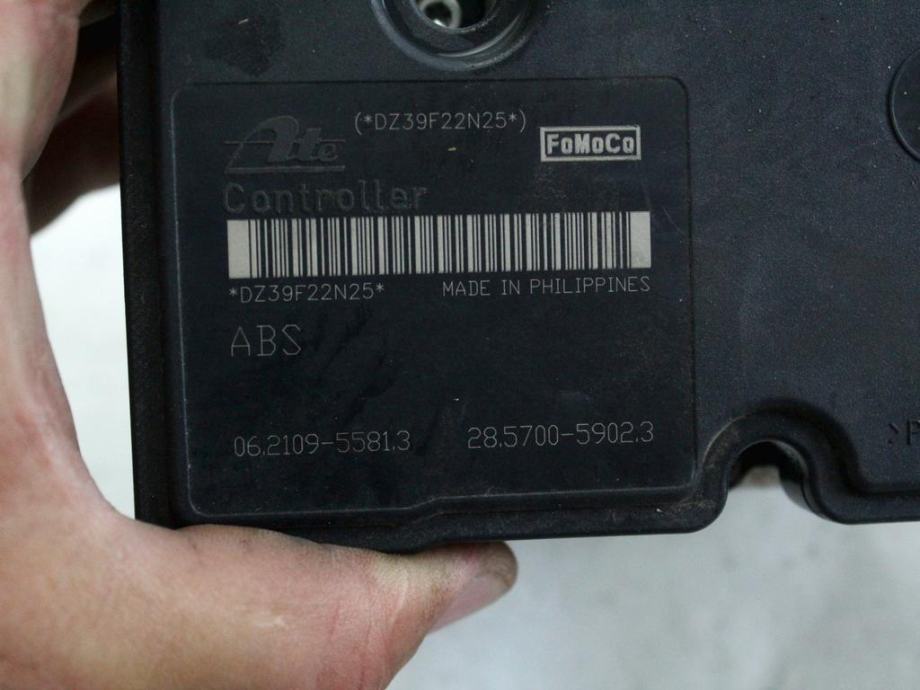 (*DZ39F22N25*)
Ate
FoMoCo
Controller
*DZ39F22N25* MADE IN PHILIPPINES
ABS
06.2109-5581.3 28.5700-5902.3